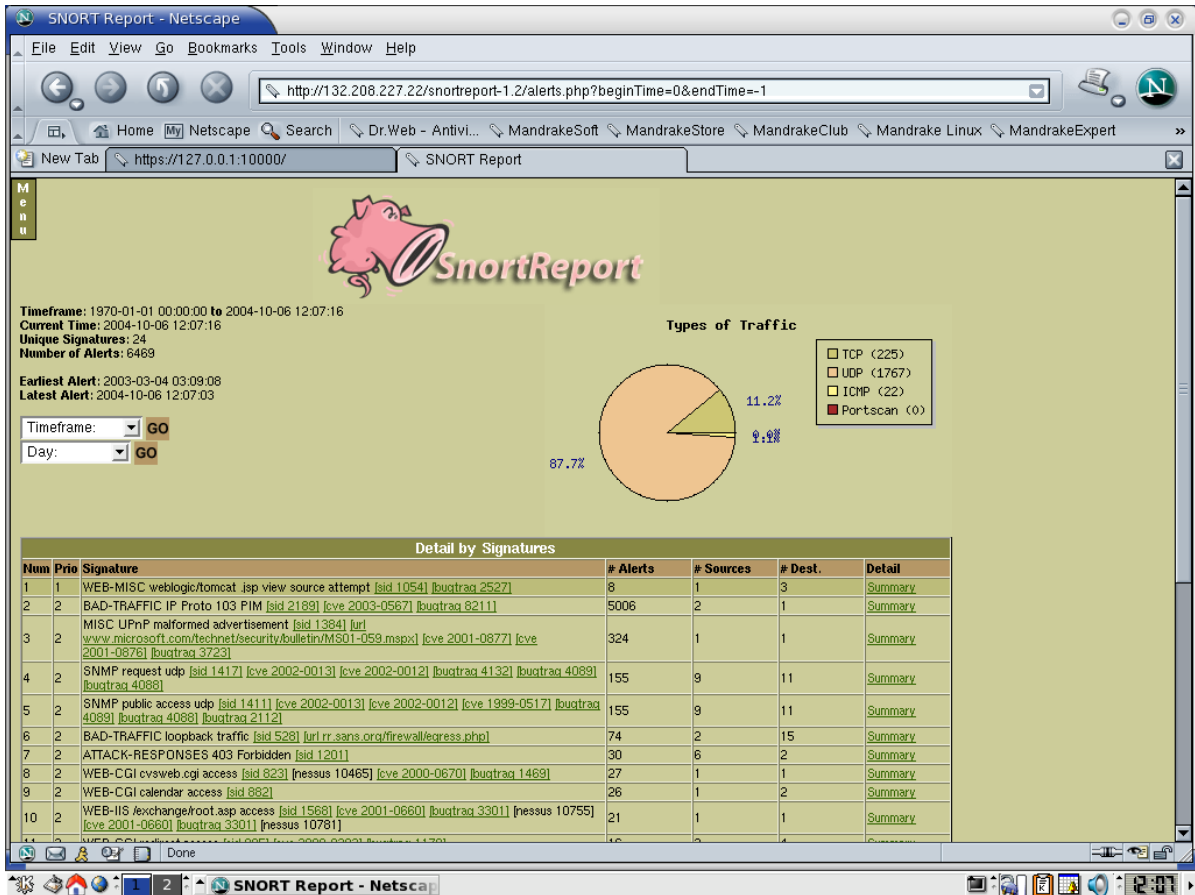 SNORT Report - Netscape
File Edit View Go Bookmarks Tools Window Help
http://132.208.227.22/snortreport-1.2/alerts.php?beginTime=0&endTime=-1
Home My Netscape Search Dr.Web - Antivi... MandrakeSoft MandrakeStore MandrakeClub Mandrake Linux MandrakeExpert »
New Tab https://127.0.0.1:10000/ SNORT Report
Menu
SnortReport
Timeframe: 1970-01-01 00:00:00 to 2004-10-06 12:07:16
Current Time: 2004-10-06 12:07:16
Unique Signatures: 24
Number of Alerts: 6469
Earliest Alert: 2003-03-04 03:09:08
Latest Alert: 2004-10-06 12:07:03
Timeframe: GO
Day: GO
Types of Traffic
TCP (225)
UDP (1767)
ICMP (22)
Portscan (0)
11.2%
87.7%
Detail by Signatures
Num Prio Signature # Alerts # Sources # Dest. Detail
1 1 WEB-MISC weblogic/tomcat .jsp view source attempt [sid 1054] [bugtraq 2527] 8 1 3 Summary
2 2 BAD-TRAFFIC IP Proto 103 PIM [sid 2189] [cve 2003-0567] [bugtraq 8211] 5006 2 1 Summary
MISC UPnP malformed advertisement [sid 1384] [url
3 2 www.microsoft.com/technet/security/bulletin/MS01-059.mspx] [cve 2001-0877] [cve 324 1 1 Summary
2001-0876] [bugtraq 3723]
4 2 SNMP request udp [sid 1417] [cve 2002-0013] [cve 2002-0012] [bugtraq 4132] [bugtraq 4089] 155 9 11 Summary
[bugtraq 4088]
5 2 SNMP public access udp [sid 1411] [cve 2002-0013] [cve 2002-0012] [cve 1999-0517] [bugtraq 155 9 11 Summary
4089] [bugtraq 4088] [bugtraq 2112]
6 2 BAD-TRAFFIC loopback traffic [sid 528] [url rr.sans.org/firewall/egress.php] 74 2 15 Summary
7 2 ATTACK-RESPONSES 403 Forbidden [sid 1201] 30 6 2 Summary
8 2 WEB-CGI cvsweb.cgi access [sid 823] [nessus 10465] [cve 2000-0670] [bugtraq 1469] 27 1 1 Summary
9 2 WEB-CGI calendar access [sid 882] 26 1 2 Summary
10 2 WEB-IIS /exchange/root.asp access [sid 1568] [cve 2001-0660] [bugtraq 3301] [nessus 10755] 21 1 1 Summary
[cve 2001-0660] [bugtraq 3301] [nessus 10781]
Done
1 2 SNORT Report - Netscap 12:07